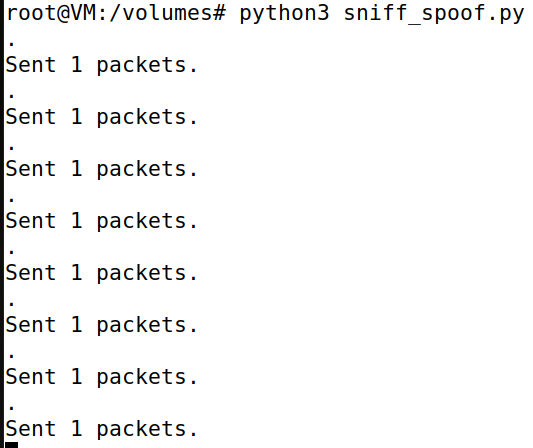 root@VM:/volumes# python3 sniff_spoof.py
.
Sent 1 packets.
.
Sent 1 packets.
.
Sent 1 packets.
.
Sent 1 packets.
.
Sent 1 packets.
.
Sent 1 packets.
.
Sent 1 packets.
.
Sent 1 packets.